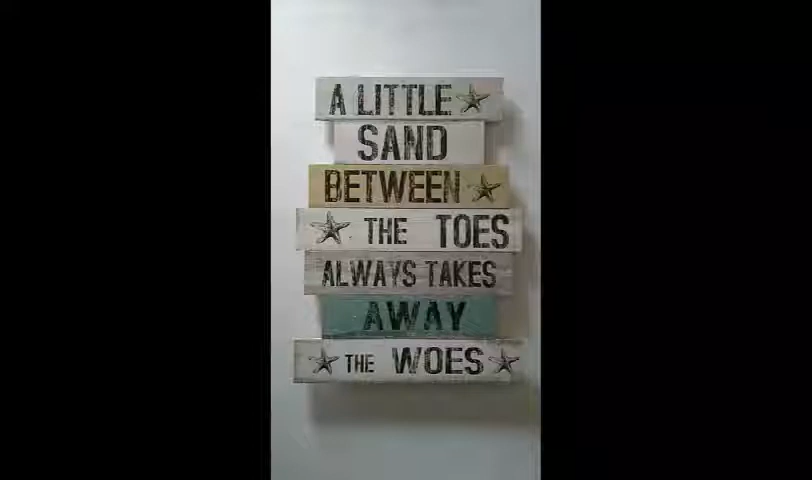 A LITTLE
SAND
BETWEEN
THE TOES
ALWAYS TAKES
AWAY
THE WOES